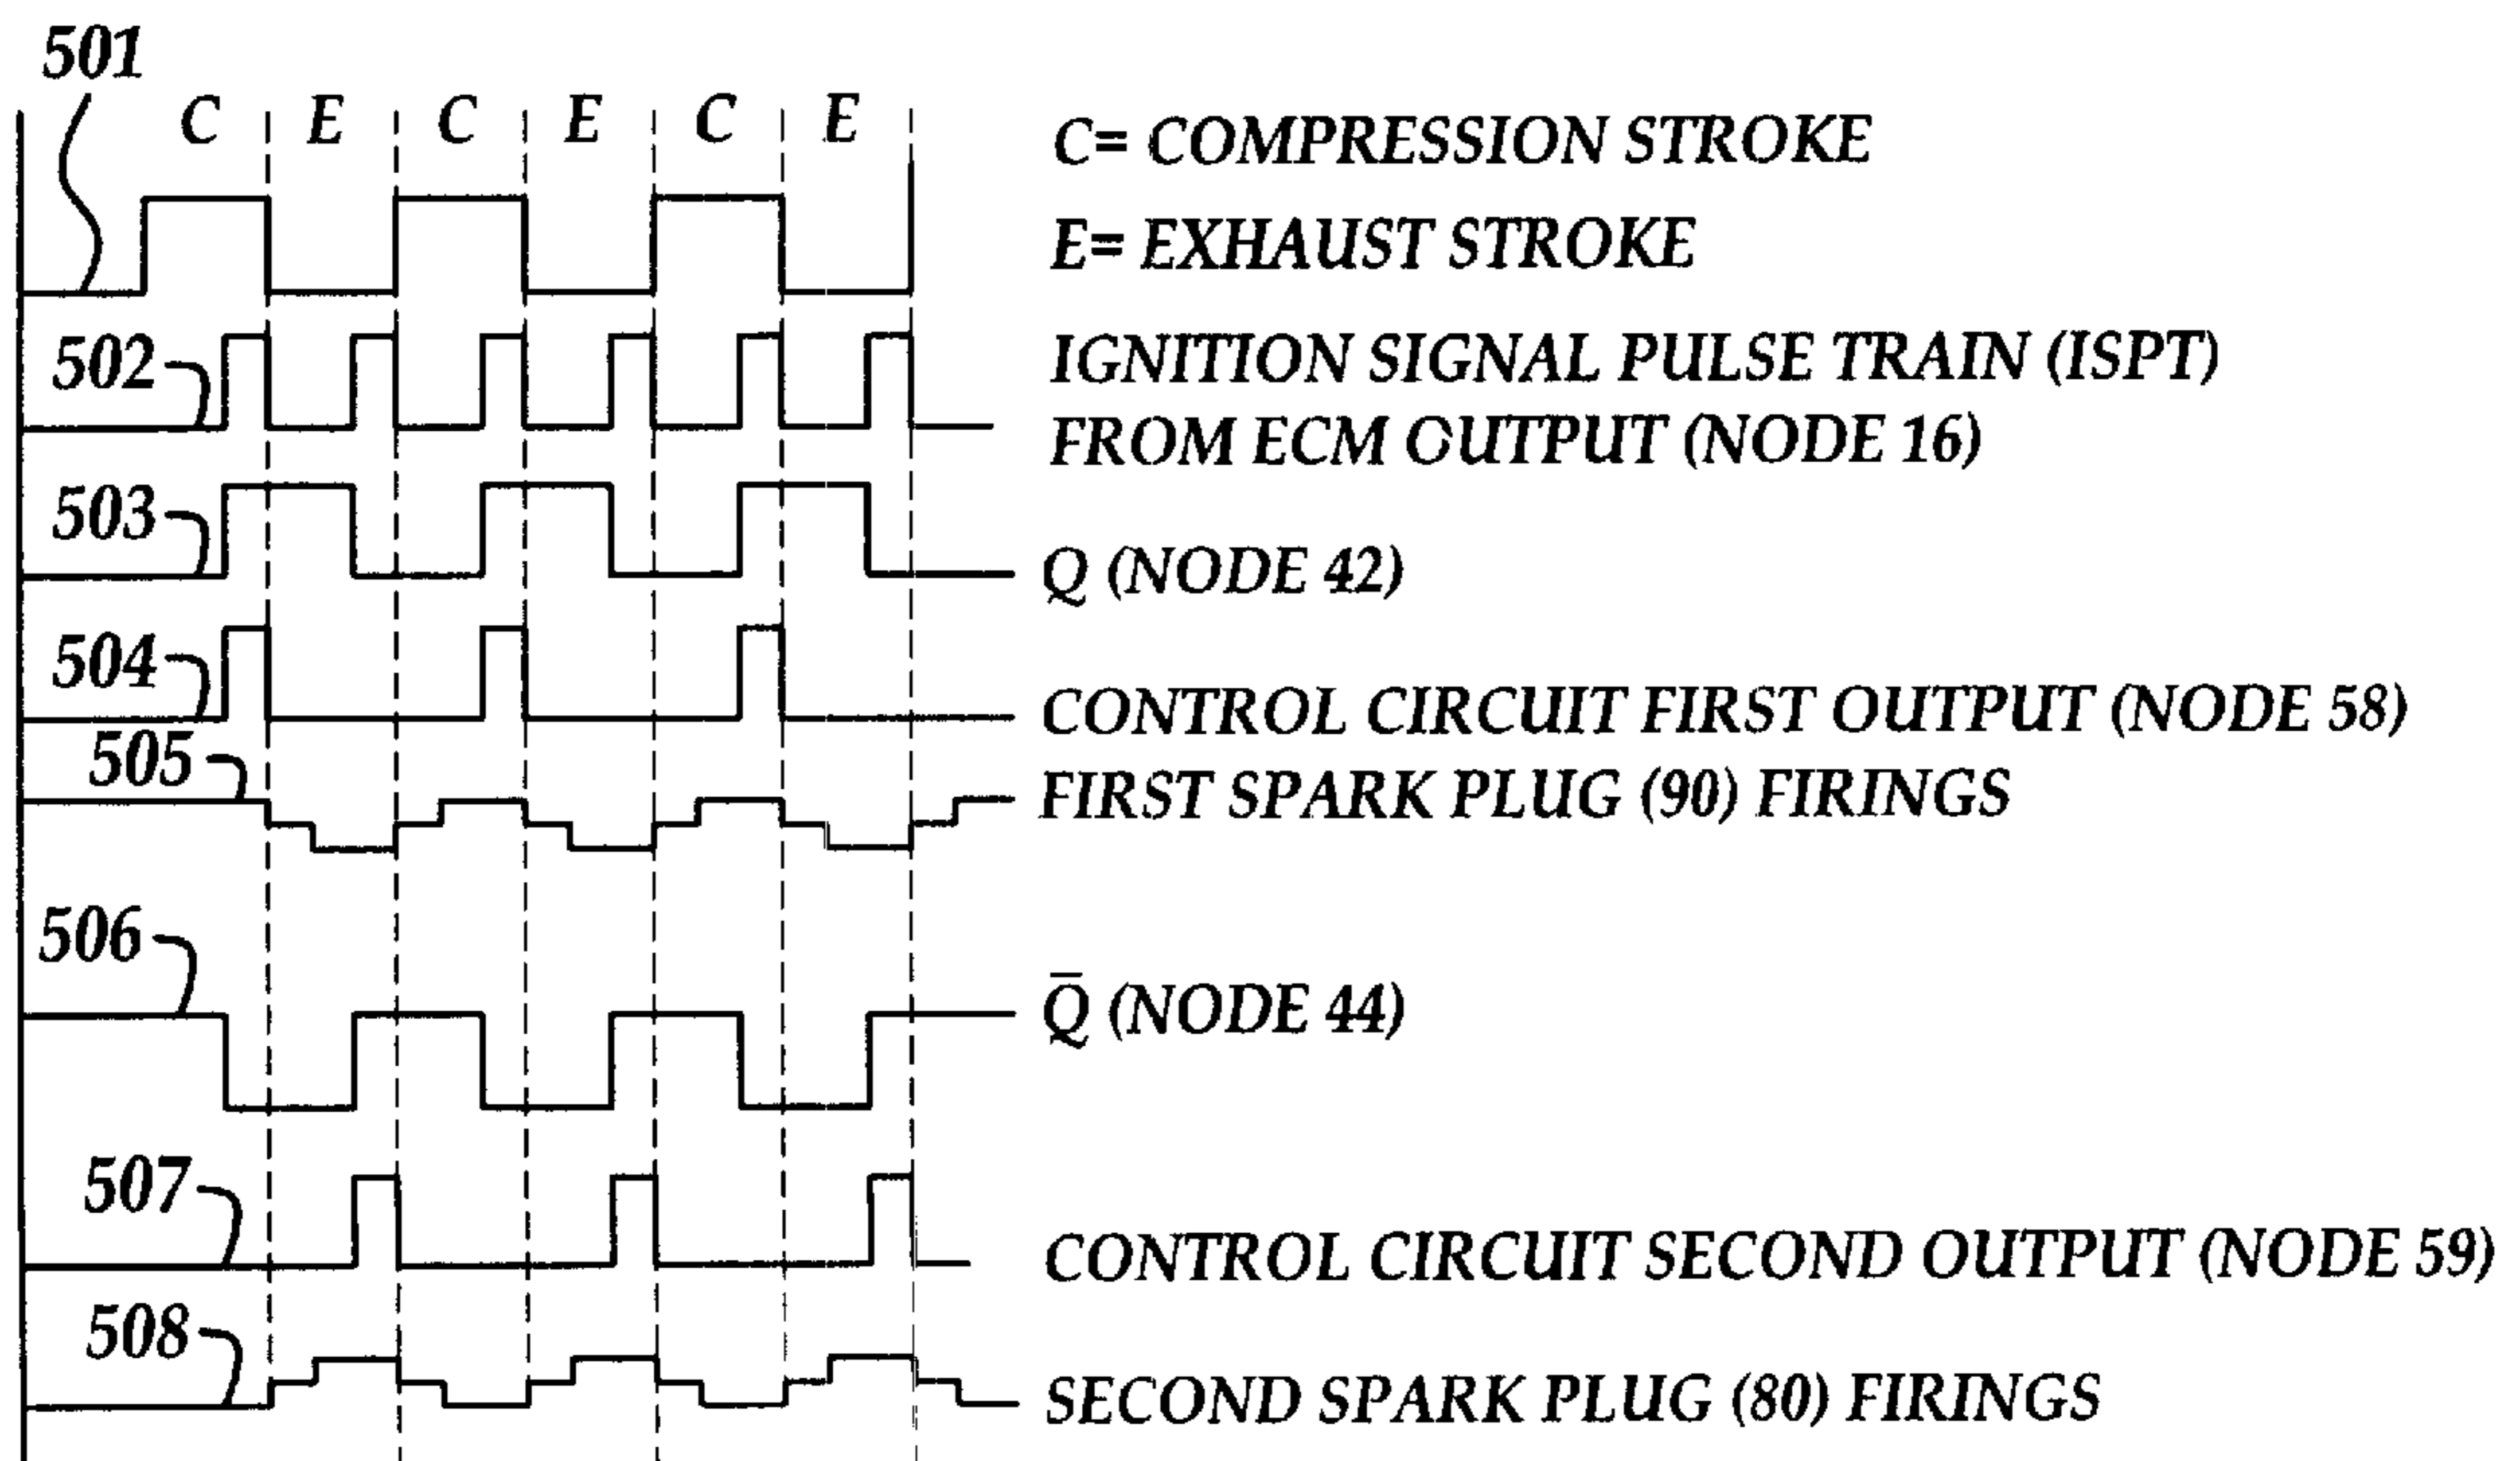 501
C E C E C E
C= COMPRESSION STROKE
E= EXHAUST STROKE
502
IGNITION SIGNAL PULSE TRAIN (ISPT)
FROM ECM OUTPUT (NODE 16)
503
Q (NODE 42)
504
CONTROL CIRCUIT FIRST OUTPUT (NODE 58)
505
FIRST SPARK PLUG (90) FIRINGS
506
Q̅ (NODE 44)
507
CONTROL CIRCUIT SECOND OUTPUT (NODE 59)
508
SECOND SPARK PLUG (80) FIRINGS